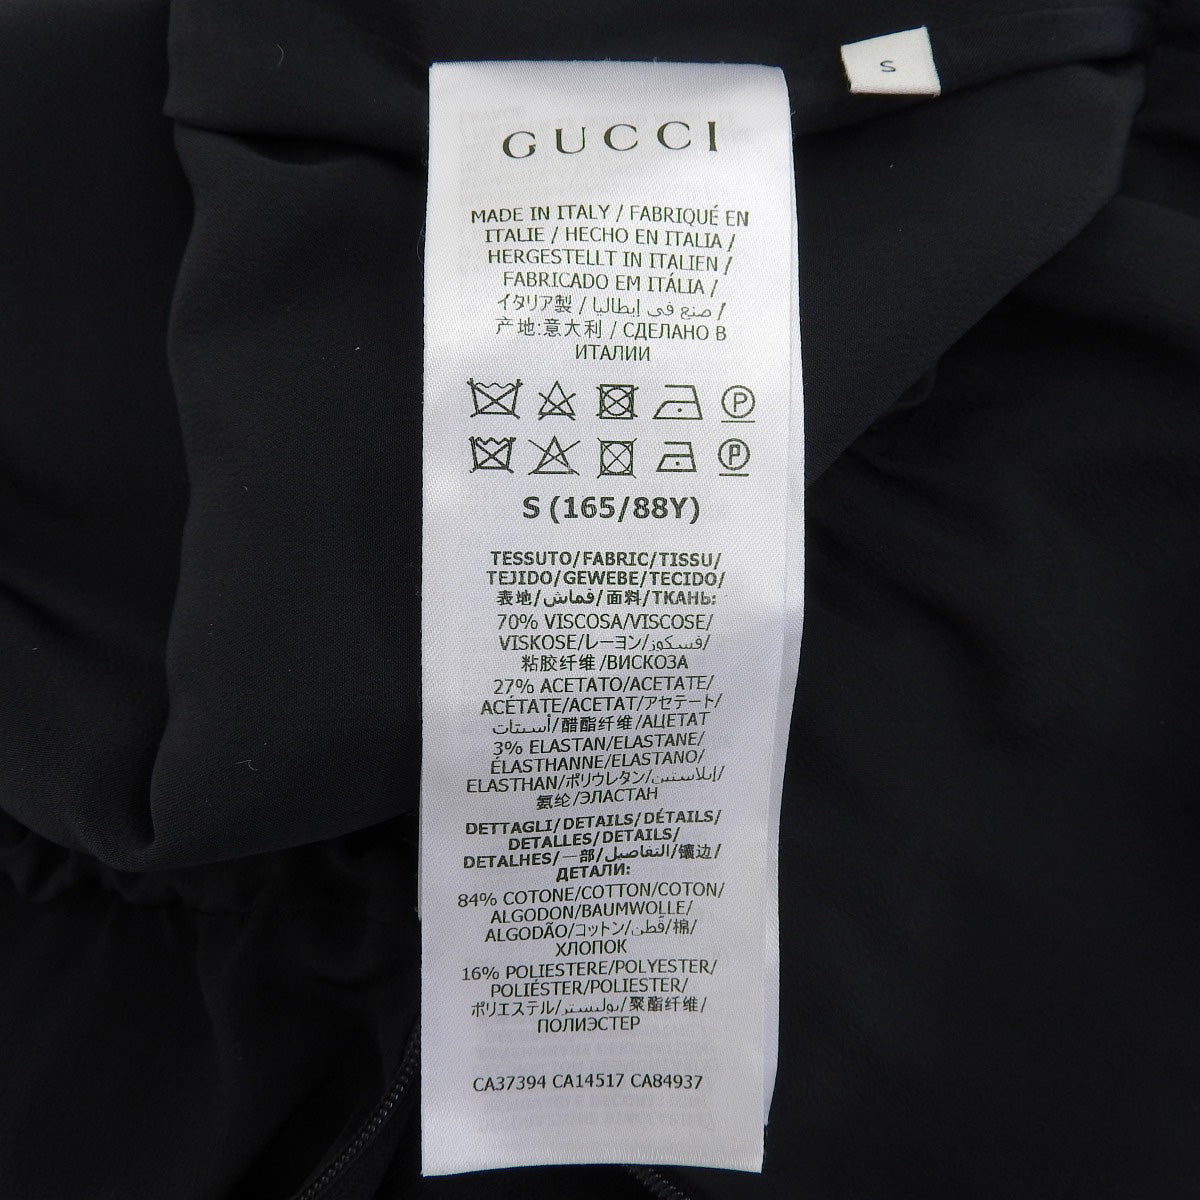 S
GUCCI
MADE IN ITALY / FABRIQUÉ EN
ITALIE / HECHO EN ITALIA /
HERGESTELLT IN ITALIEN /
FABRICADO EM ITÁLIA /
イタリア製 / صنع في إيطاليا /
产地:意大利 / СДЕЛАНО В
ИТАЛИИ
P
P
S (165/88Y)
TESSUTO/FABRIC/TISSU/
TEJIDO/GEWEBE/TECIDO/
表地/قماش/面料/ТКАНЬ:
70% VISCOSA/VISCOSE/
VISKOSE/レーヨン/فسكوز/
粘胶纤维/ВИСКОЗА
27% ACETATO/ACETATE/
ACÉTATE/ACETAT/アセテート/
أستات/醋酯纤维/АЦЕТАТ
3% ELASTAN/ELASTANE/
ÉLASTHANNE/ELASTANO/
ELASTHAN/ポリウレタン/إيلاستين/
氨纶/ЭЛАСТАН
DETTAGLI/DETAILS/DÉTAILS/
DETALLES/DETAILS/
DETALHES/一部/التفاصيل/镶边/
ДЕТАЛИ:
84% COTONE/COTTON/COTON/
ALGODON/BAUMWOLLE/
ALGODÃO/コットン/قطن/棉/
ХЛОПОК
16% POLIESTERE/POLYESTER/
POLIÉSTER/POLIESTER/
ポリエステル/بوليستر/聚酯纤维/
ПОЛИЭСТЕР
CA37394 CA14517 CA84937